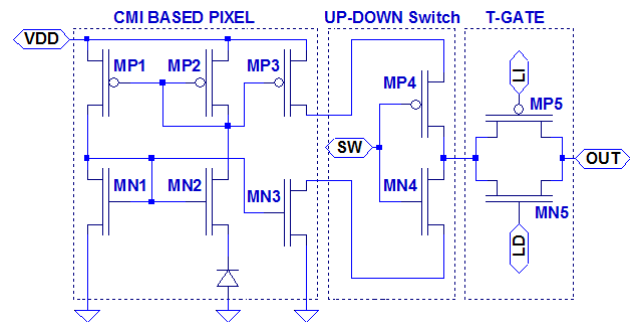 CMI BASED PIXEL
UP-DOWN Switch
T-GATE
VDD
MP1
MP2
MP3
MP4
LI
MP5
SW
OUT
MN1
MN2
MN3
MN4
MN5
LD